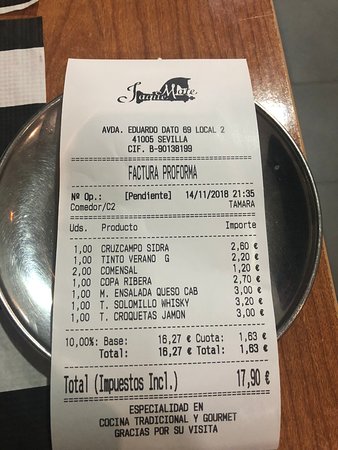 Jaque Mate
AVDA. EDUARDO DATO 69 LOCAL 2
41005 SEVILLA
CIF. B-90138199
FACTURA PROFORMA
Nº Op.: [Pendiente] 14/11/2018 21:35
Comedor/C2 TAMARA
Uds. Producto Importe
1,00 CRUZCAMPO SIDRA 2,60 €
1,00 TINTO VERANO G 2,20 €
2,00 COMENSAL 1,20 €
1,00 COPA RIBERA 2,70 €
1,00 M. ENSALADA QUESO CAB 3,00 €
1,00 T. SOLOMILLO WHISKY 3,20 €
1,00 T. CROQUETAS JAMON 3,00 €
10,00%: Base: 16,27 € Cuota: 1,63 €
Total: 16,27 € Total: 1,63 €
Total (Impuestos Incl.) 17,90 €
ESPECIALIDAD EN
COCINA TRADICIONAL Y GOURMET
GRACIAS POR SU VISITA